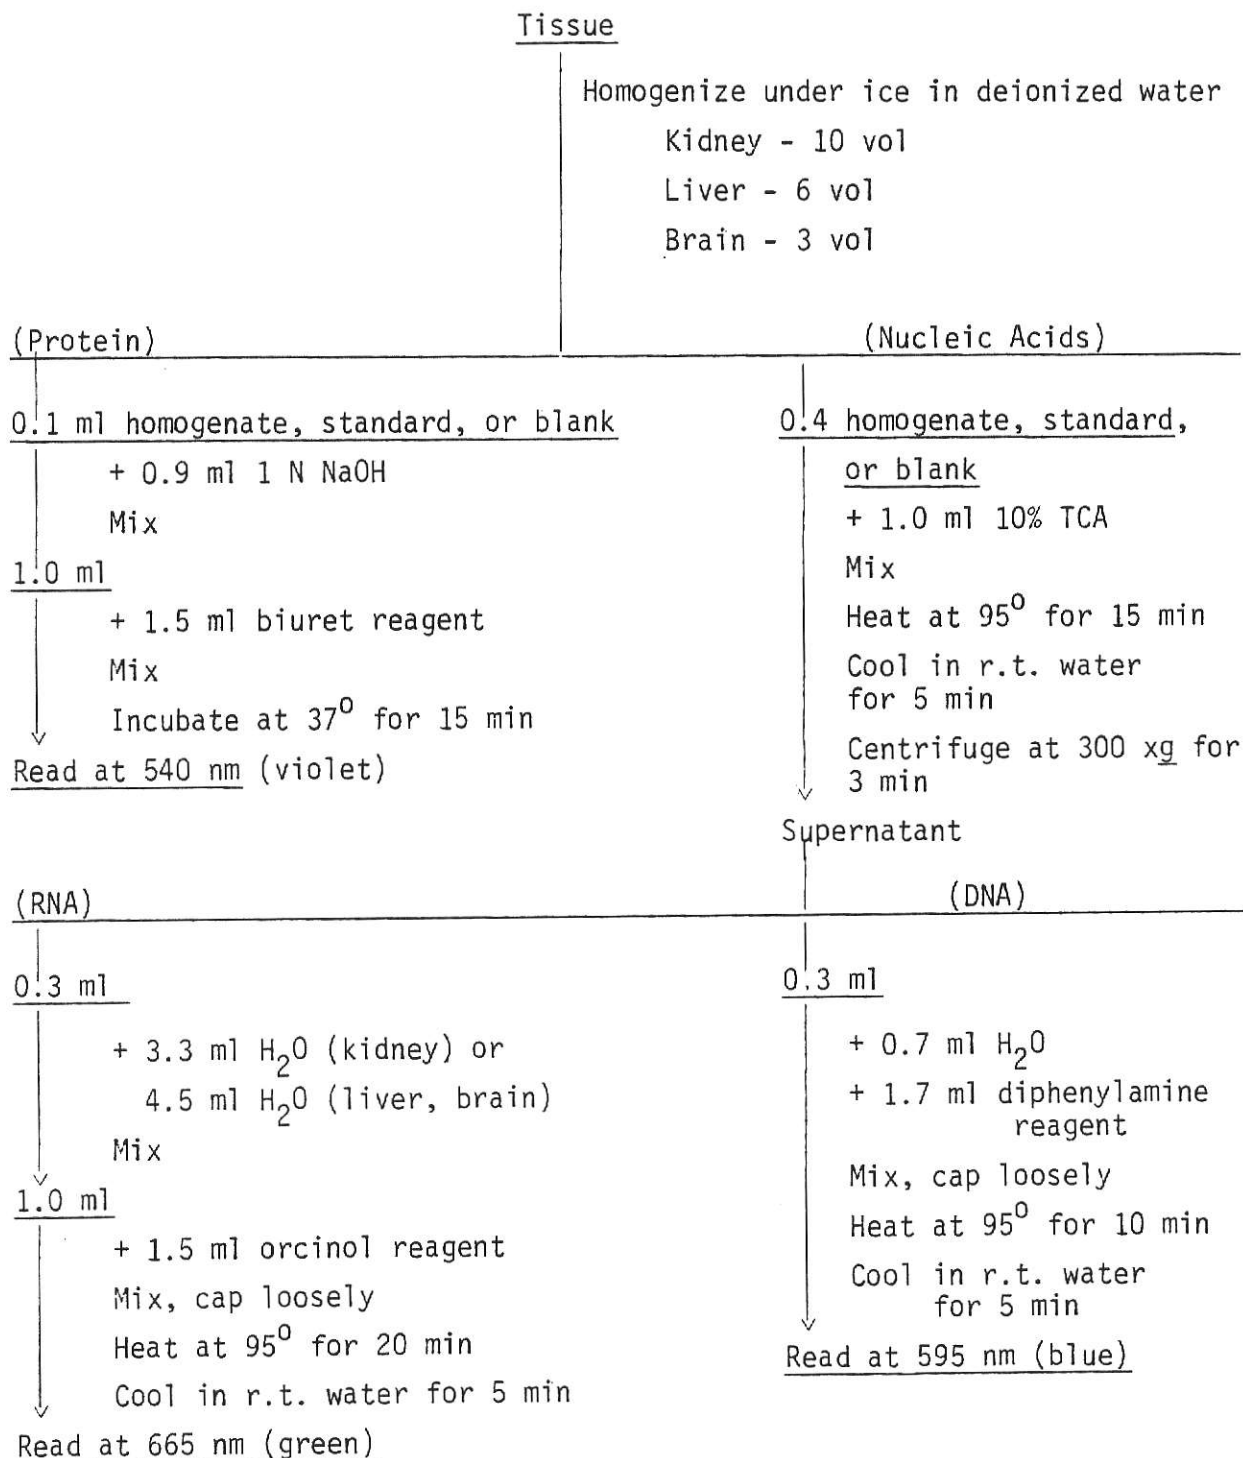 Tissue
Homogenize under ice in deionized water
Kidney - 10 vol
Liver - 6 vol
Brain - 3 vol
(Protein)
0.1 ml homogenate, standard, or blank
+ 0.9 ml 1 N NaOH
Mix
1.0 ml
+ 1.5 ml biuret reagent
Mix
Incubate at 37⁰ for 15 min
Read at 540 nm (violet)
(Nucleic Acids)
0.4 homogenate, standard,
or blank
+ 1.0 ml 10% TCA
Mix
Heat at 95⁰ for 15 min
Cool in r.t. water
for 5 min
Centrifuge at 300 xg for
3 min
Supernatant
(RNA)
0.3 ml
+ 3.3 ml H₂O (kidney) or
4.5 ml H₂O (liver, brain)
Mix
1.0 ml
+ 1.5 ml orcinol reagent
Mix, cap loosely
Heat at 95⁰ for 20 min
Cool in r.t. water for 5 min
Read at 665 nm (green)
(DNA)
0.3 ml
+ 0.7 ml H₂O
+ 1.7 ml diphenylamine
reagent
Mix, cap loosely
Heat at 95⁰ for 10 min
Cool in r.t. water
for 5 min
Read at 595 nm (blue)